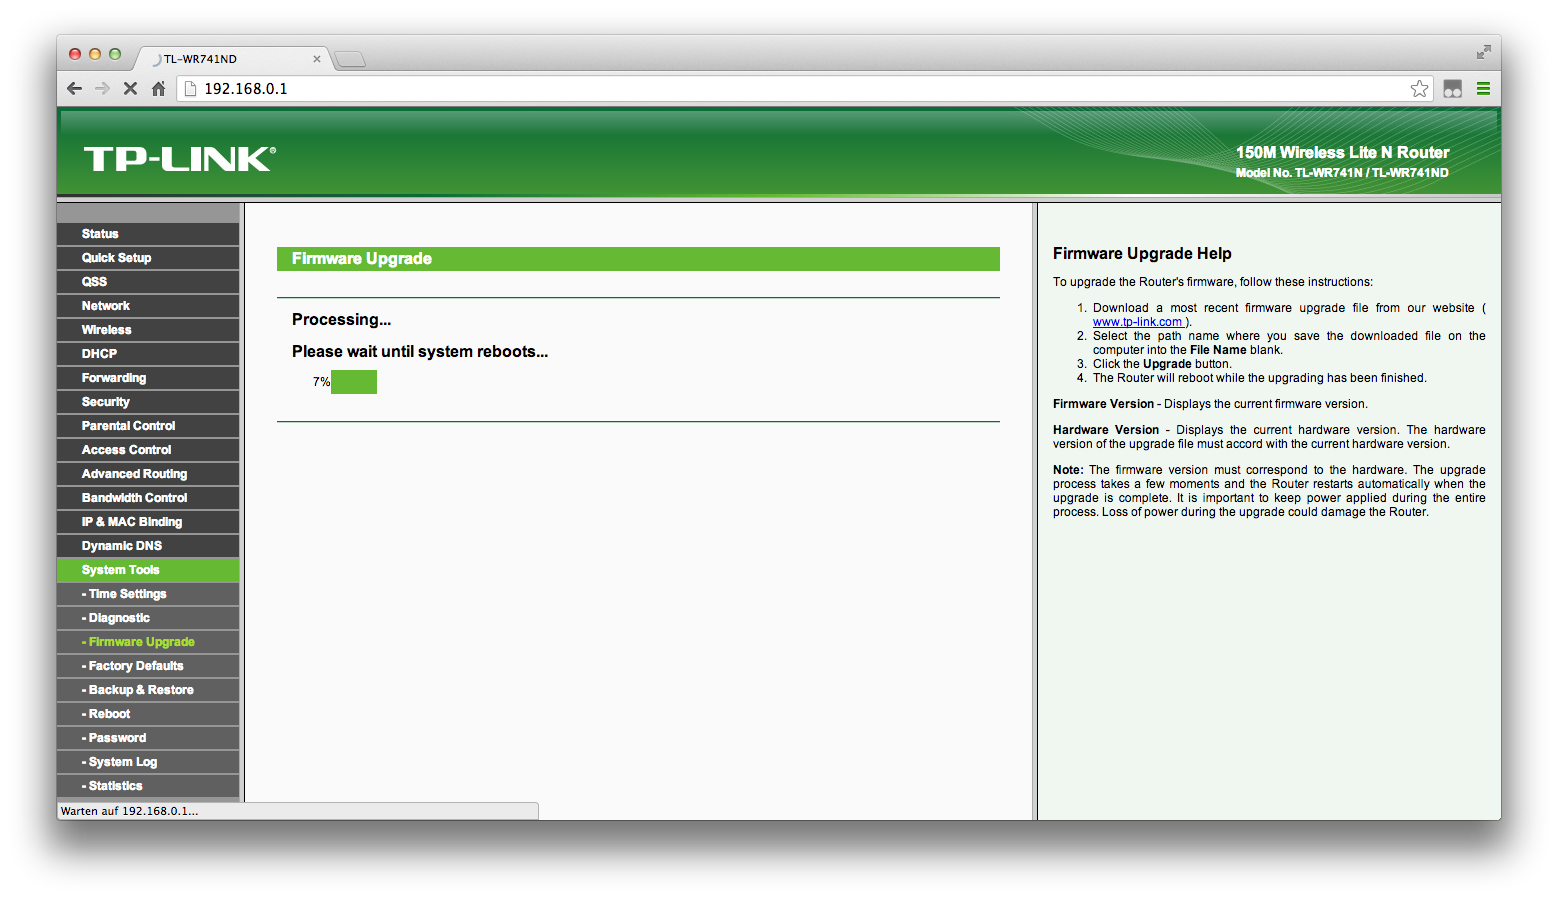 TL-WR741ND
192.168.0.1
TP-LINK®
150M Wireless Lite N Router
Model No. TL-WR741N / TL-WR741ND
Status
Quick Setup
QSS
Network
Wireless
DHCP
Forwarding
Security
Parental Control
Access Control
Advanced Routing
Bandwidth Control
IP & MAC Binding
Dynamic DNS
System Tools
- Time Settings
- Diagnostic
- Firmware Upgrade
- Factory Defaults
- Backup & Restore
- Reboot
- Password
- System Log
- Statistics
Warten auf 192.168.0.1...
Firmware Upgrade
Processing...
Please wait until system reboots...
7%
Firmware Upgrade Help
To upgrade the Router's firmware, follow these instructions:
1. Download a most recent firmware upgrade file from our website (
www.tp-link.com ).
2. Select the path name where you save the downloaded file on the
computer into the File Name blank.
3. Click the Upgrade button.
4. The Router will reboot while the upgrading has been finished.
Firmware Version - Displays the current firmware version.
Hardware Version - Displays the current hardware version. The hardware
version of the upgrade file must accord with the current hardware version.
Note: The firmware version must correspond to the hardware. The upgrade
process takes a few moments and the Router restarts automatically when the
upgrade is complete. It is important to keep power applied during the entire
process. Loss of power during the upgrade could damage the Router.